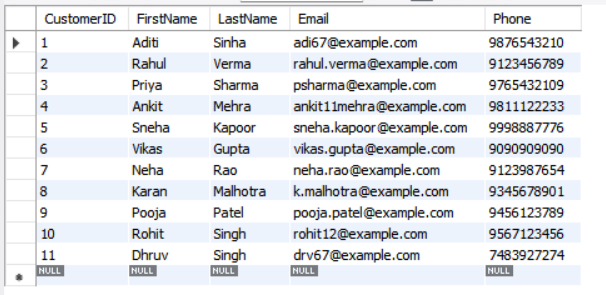 CustomerID FirstName LastName Email Phone
1 Aditi Sinha adi67@example.com 9876543210
2 Rahul Verma rahul.verma@example.com 9123456789
3 Priya Sharma psharma@example.com 9765432109
4 Ankit Mehra ankit11mehra@example.com 9811122233
5 Sneha Kapoor sneha.kapoor@example.com 9998887776
6 Vikas Gupta vikas.gupta@example.com 9090909090
7 Neha Rao neha.rao@example.com 9123987654
8 Karan Malhotra k.malhotra@example.com 9345678901
9 Pooja Patel pooja.patel@example.com 9456123789
10 Rohit Singh rohit12@example.com 9567123456
11 Dhruv Singh drv67@example.com 7483927274
NULL NULL NULL NULL NULL